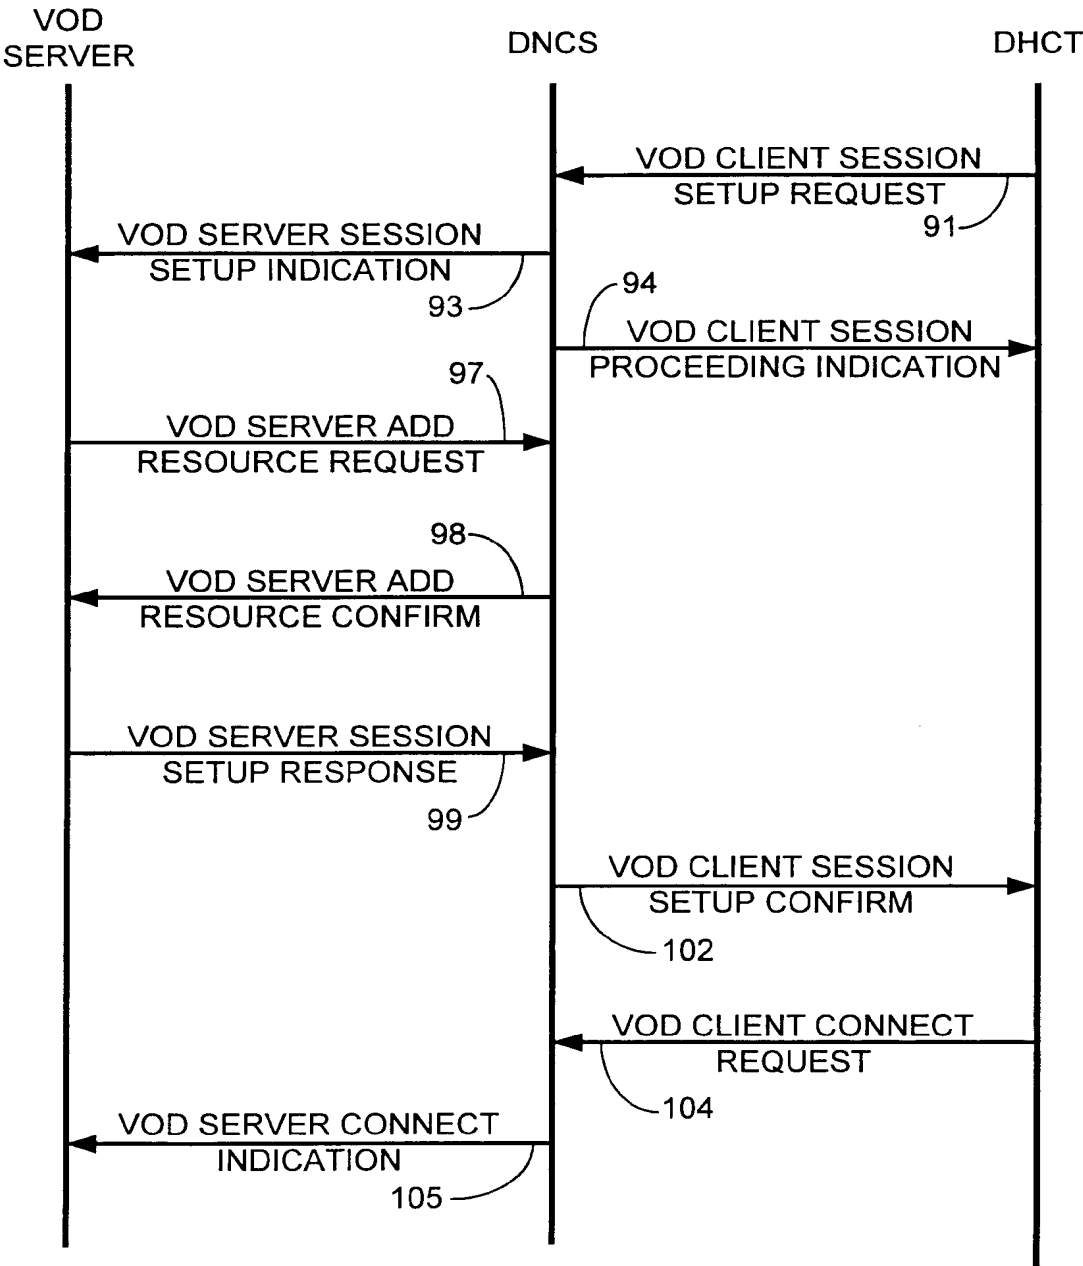 VOD
SERVER
DNCS
DHCT
VOD CLIENT SESSION
SETUP REQUEST
91
VOD SERVER SESSION
SETUP INDICATION
93
94
VOD CLIENT SESSION
PROCEEDING INDICATION
97
VOD SERVER ADD
RESOURCE REQUEST
98
VOD SERVER ADD
RESOURCE CONFIRM
VOD SERVER SESSION
SETUP RESPONSE
99
VOD CLIENT SESSION
SETUP CONFIRM
102
VOD CLIENT CONNECT
REQUEST
104
VOD SERVER CONNECT
INDICATION
105